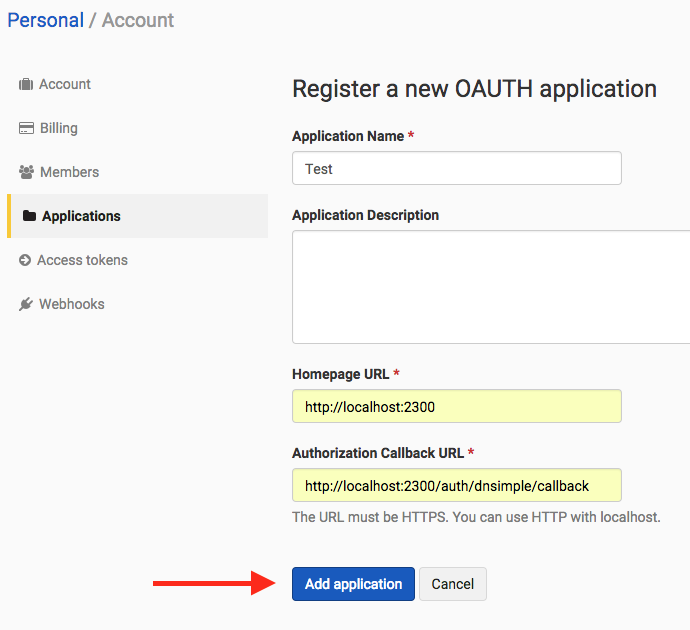 Personal / Account
Account
Billing
Members
Applications
Access tokens
Webhooks
Register a new OAUTH application
Application Name *
Test
Application Description
Homepage URL *
http://localhost:2300
Authorization Callback URL *
http://localhost:2300/auth/dnsimple/callback
The URL must be HTTPS. You can use HTTP with localhost.
Add application Cancel